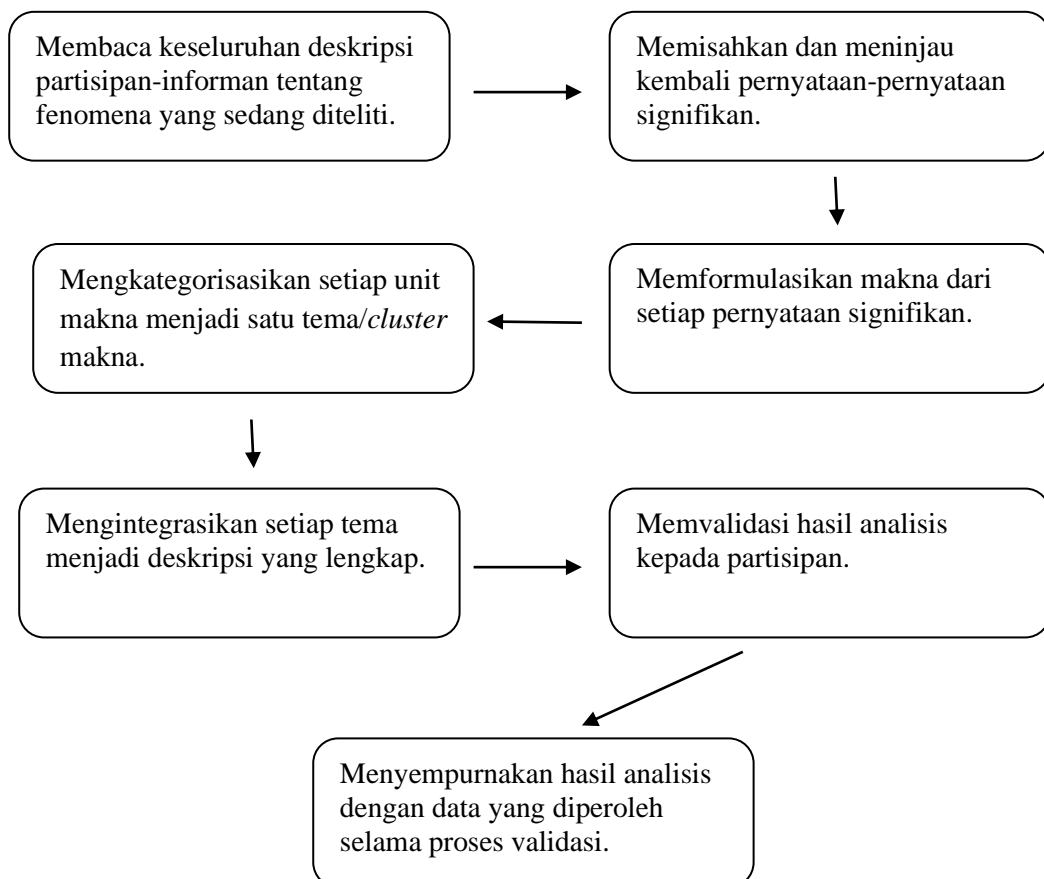 Membaca keseluruhan deskripsi
partisipan-informan tentang
fenomena yang sedang diteliti.
Memisahkan dan meninjau
kembali pernyataan-pernyataan
signifikan.
Memformulasikan makna dari
setiap pernyataan signifikan.
Mengkategorisasikan setiap unit
makna menjadi satu tema/cluster
makna.
Mengintegrasikan setiap tema
menjadi deskripsi yang lengkap.
Memvalidasi hasil analisis
kepada partisipan.
Menyempurnakan hasil analisis
dengan data yang diperoleh
selama proses validasi.